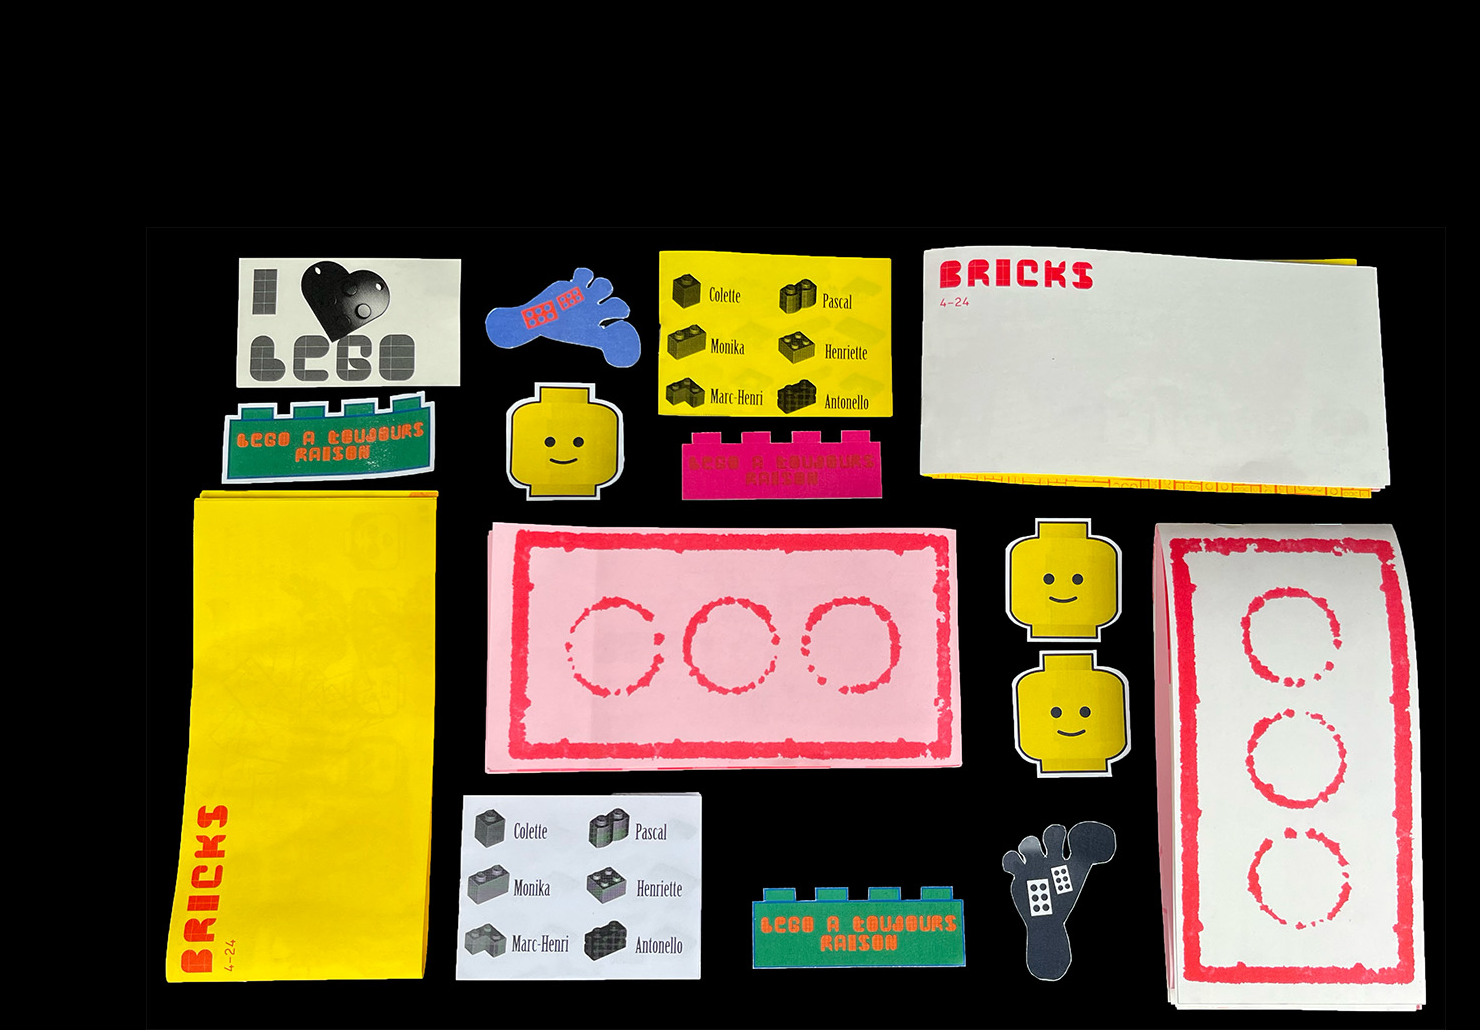 I
LEGO
LEGO A TOUJOURS
RAISON
Colette
Pascal
Monika
Henriette
Marc-Henri
Antonello
LEGO A TOUJOURS
RAISON
BRICKS
4-24
BRICKS
4-24
Colette
Pascal
Monika
Henriette
Marc-Henri
Antonello
LEGO A TOUJOURS
RAISON